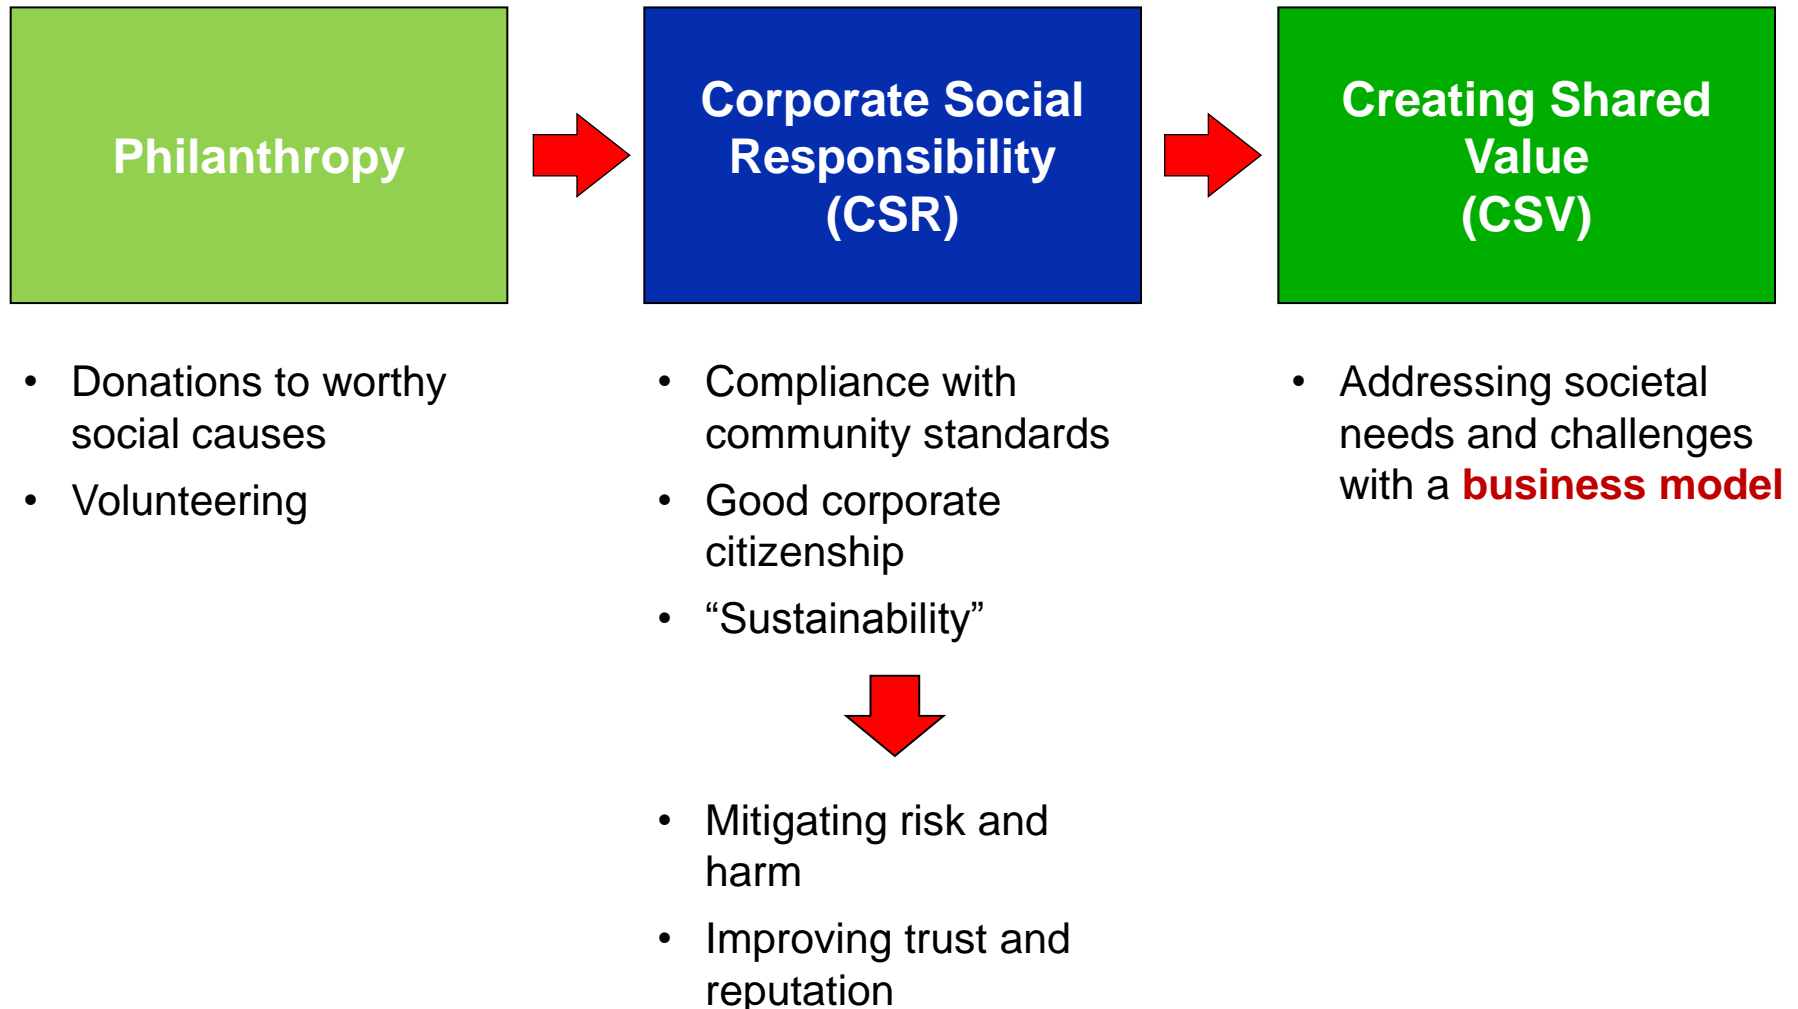 Philanthropy
Corporate Social
Responsibility
(CSR)
Creating Shared
Value
(CSV)
• Donations to worthy
social causes
• Volunteering
• Compliance with
community standards
• Good corporate
citizenship
• “Sustainability”
• Mitigating risk and
harm
• Improving trust and
reputation
• Addressing societal
needs and challenges
with a business model